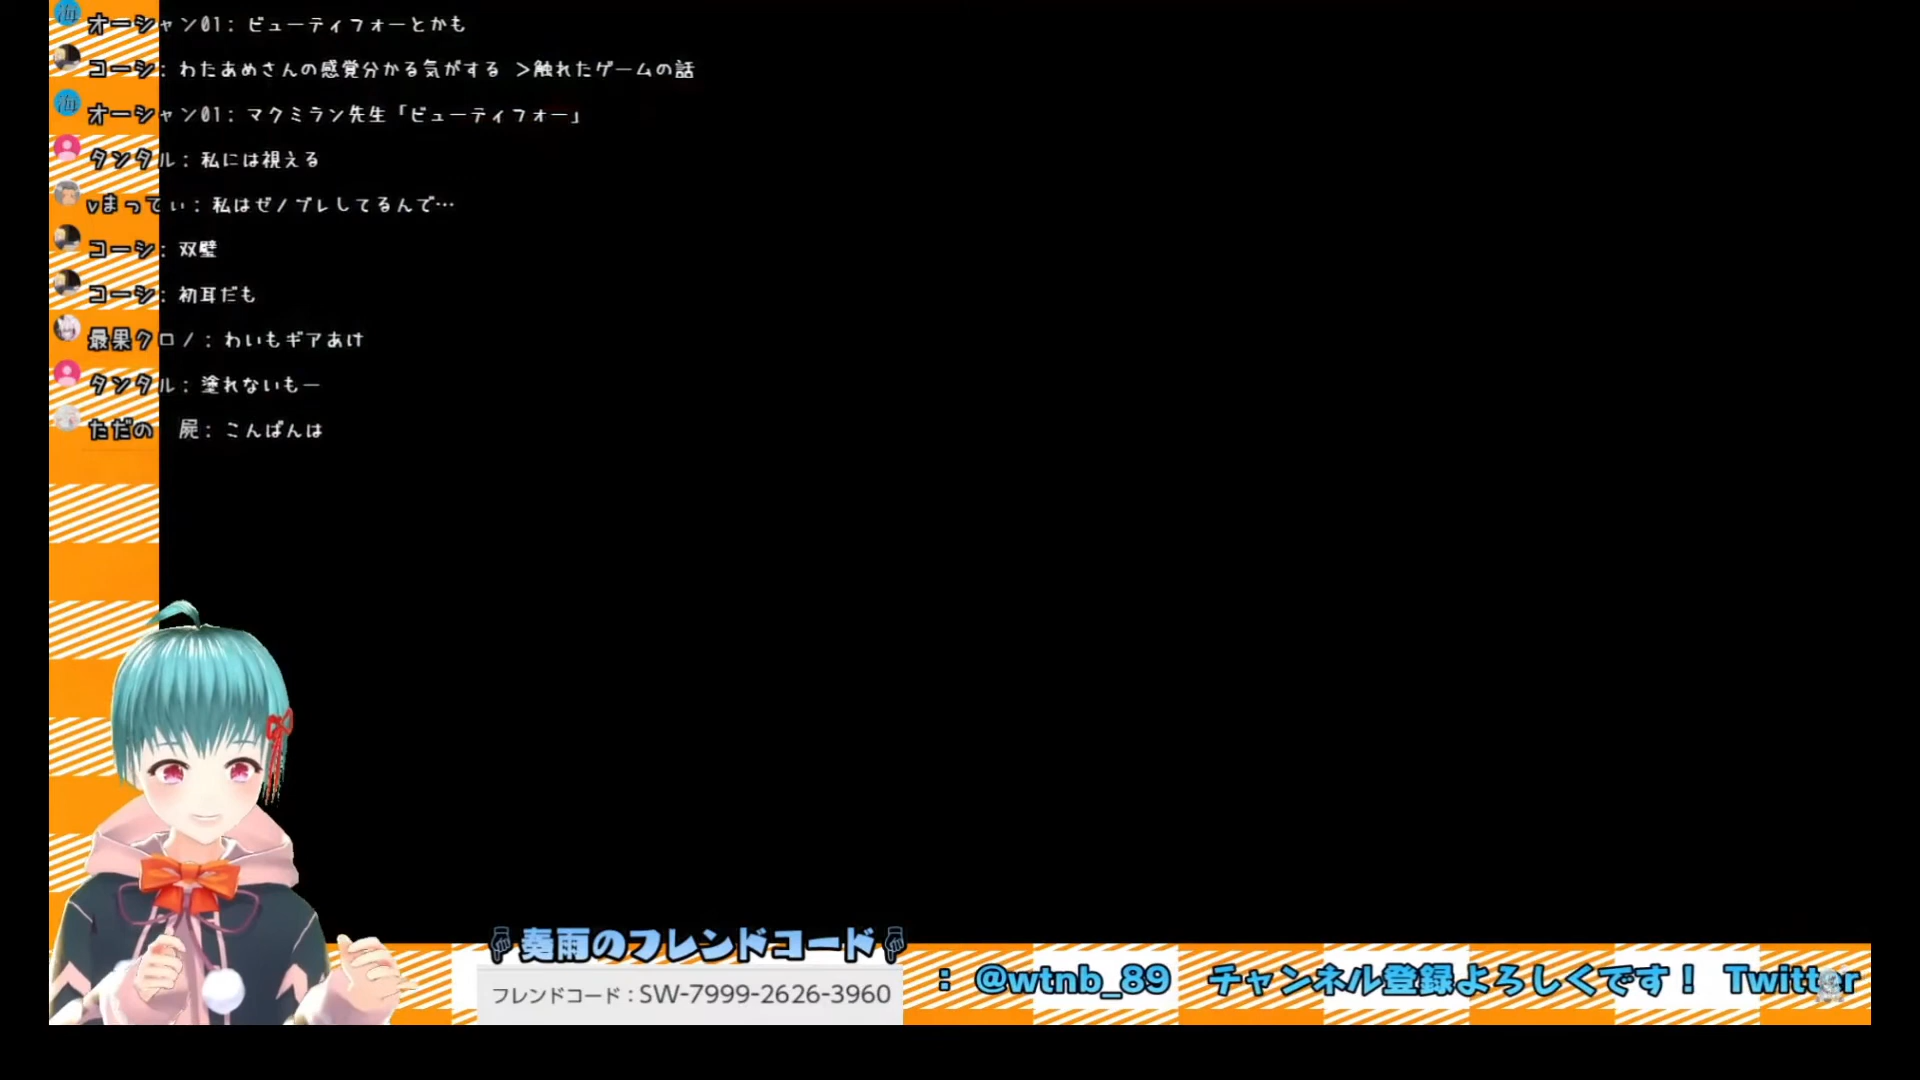 オーシャン01: ビューティフォーとかも
コーシ: わたあめさんの感覚分かる気がする ＞触れたゲームの話
オーシャン01: マクミラン先生「ビューティフォー」
タンタル: 私には視える
vまってぃ: 私はゼノブレしてるんで…
コーシ: 双璧
コーシ: 初耳だも
最果クロノ: わいもギアあけ
タンタル: 塗れないもー
ただの　屍: こんばんは
☟奏雨のフレンドコード☟
フレンドコード：SW-7999-2626-3960
: @wtnb_89 チャンネル登録よろしくです！ Twitter